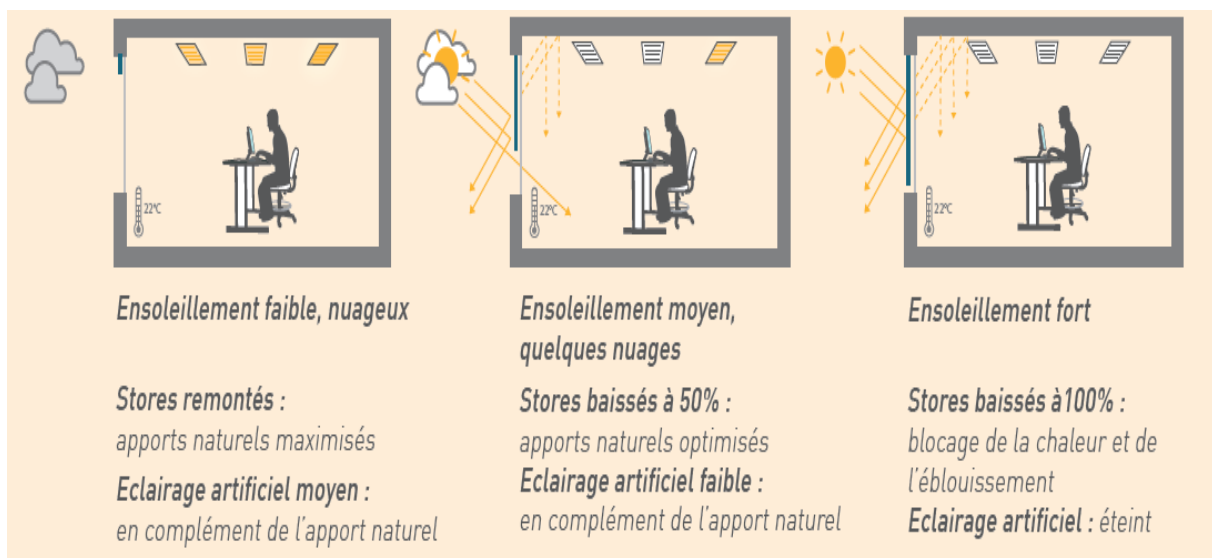 22°C
Ensoleillement faible, nuageux
Stores remontés :
apports naturels maximisés
Eclairage artificiel moyen :
en complément de l'apport naturel
22°C
Ensoleillement moyen,
quelques nuages
Stores baissés à 50% :
apports naturels optimisés
Eclairage artificiel faible :
en complément de l'apport naturel
22°C
Ensoleillement fort
Stores baissés à100% :
blocage de la chaleur et de
l'éblouissement
Eclairage artificiel : éteint